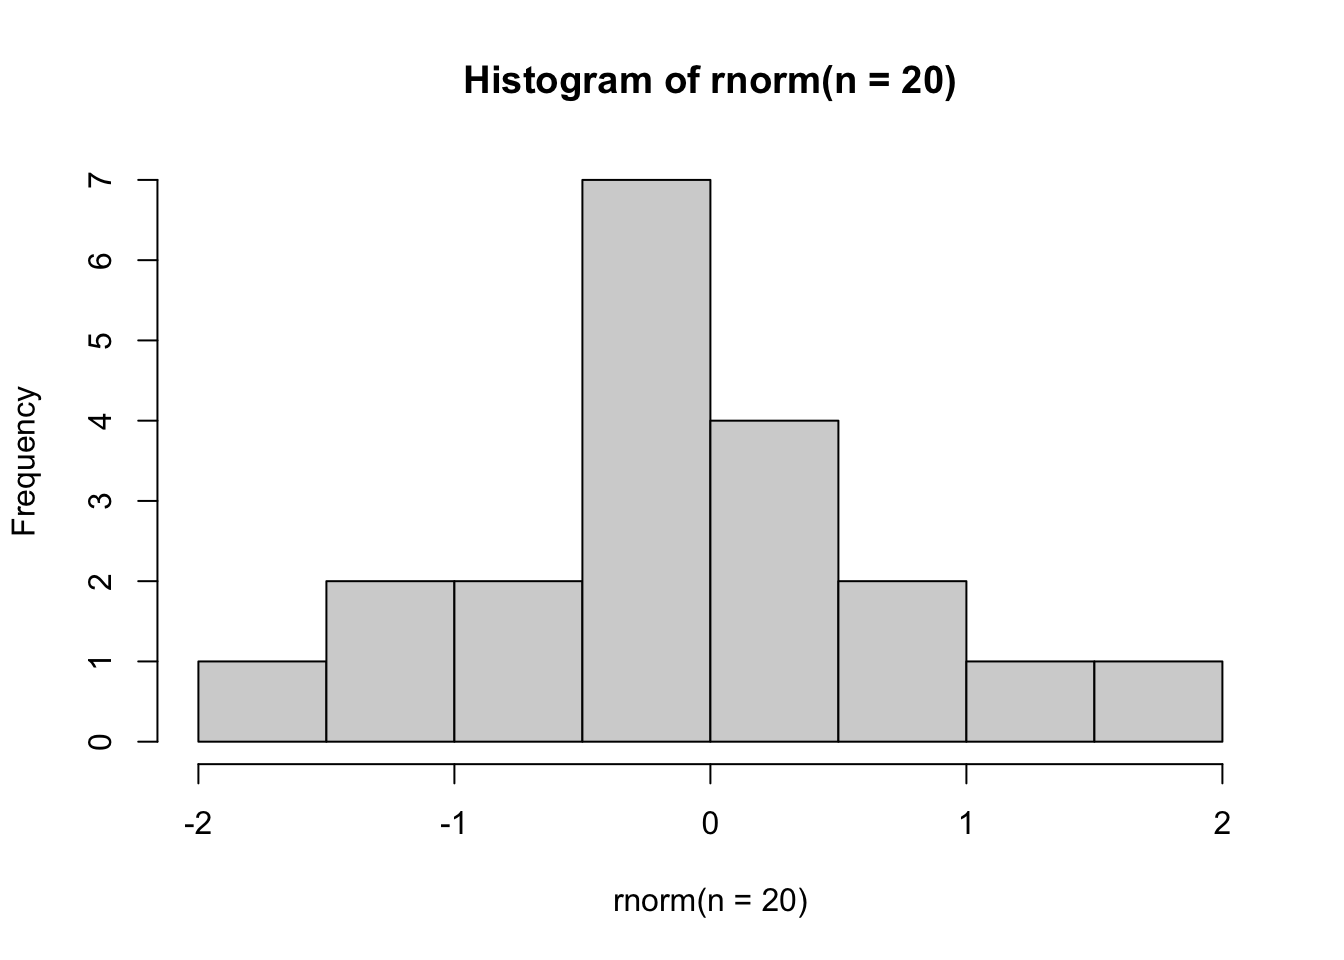 Histogram of rnorm(n = 20)
7
6
5
4
3
2
1
0
Frequency
-2 -1 0 1 2
rnorm(n = 20)